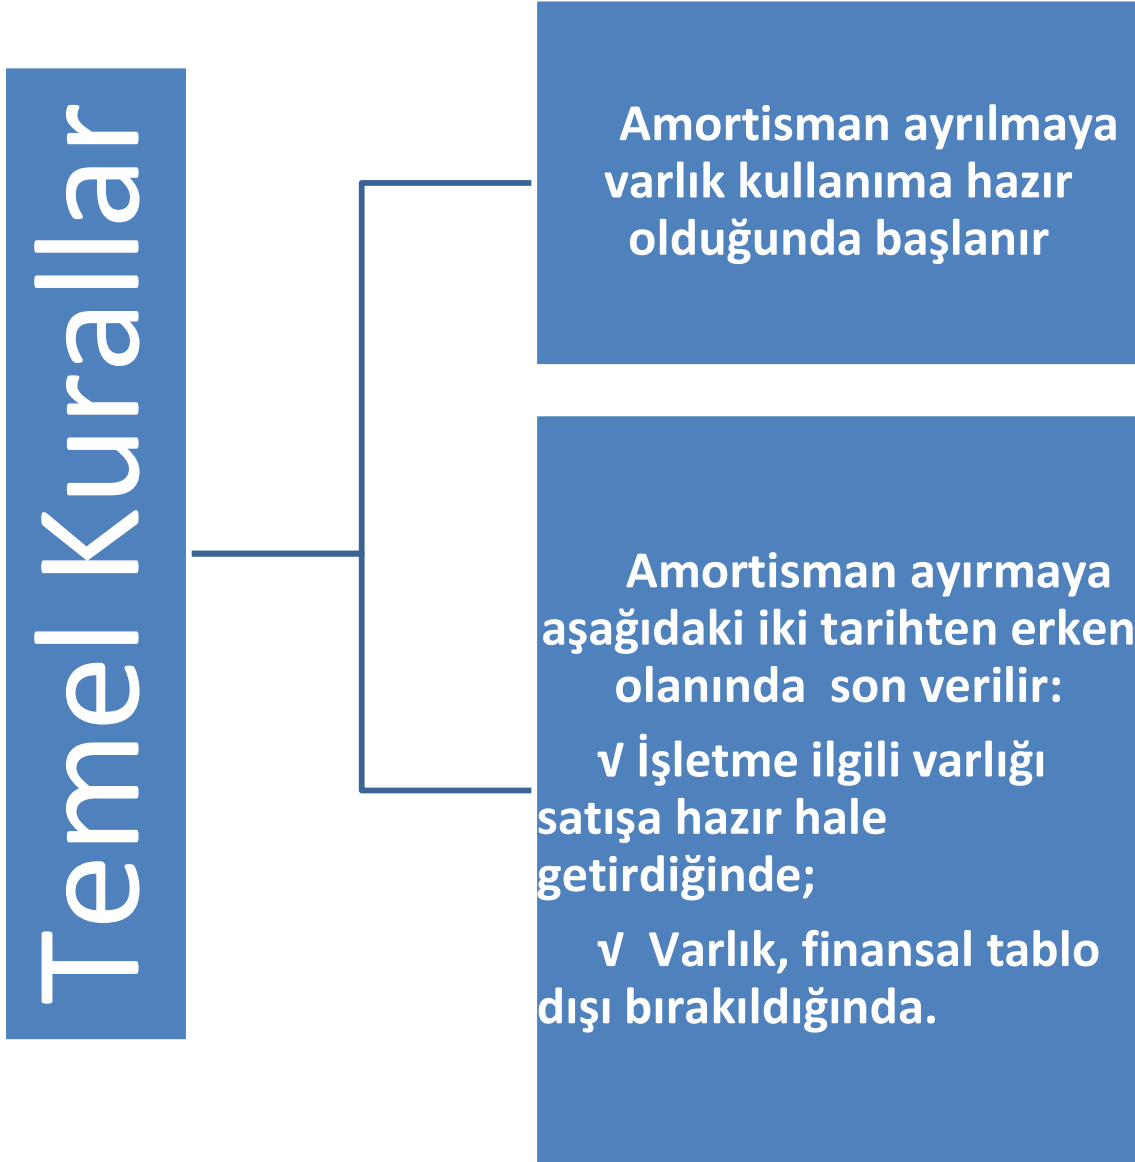 Temel Kurallar
Amortisman ayrılmaya
varlık kullanıma hazır
olduğunda başlanır
Amortisman ayırmaya
aşağıdaki iki tarihten erken
olanında  son verilir:
√ İşletme ilgili varlığı
satışa hazır hale
getirdiğinde;
√  Varlık, finansal tablo
dışı bırakıldığında.